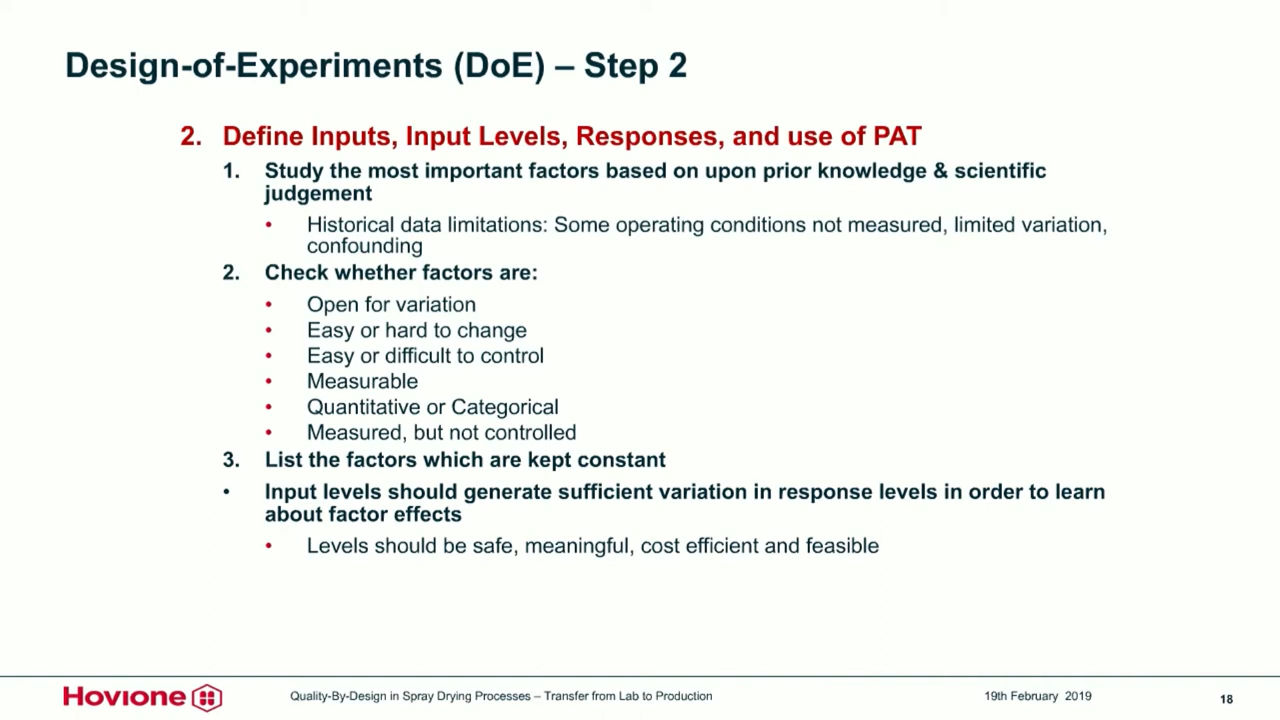 Design-of-Experiments (DoE) – Step 2
2. Define Inputs, Input Levels, Responses, and use of PAT
1. Study the most important factors based on upon prior knowledge & scientific
judgement
• Historical data limitations: Some operating conditions not measured, limited variation,
confounding
2. Check whether factors are:
• Open for variation
• Easy or hard to change
• Easy or difficult to control
• Measurable
• Quantitative or Categorical
• Measured, but not controlled
3. List the factors which are kept constant
• Input levels should generate sufficient variation in response levels in order to learn
about factor effects
• Levels should be safe, meaningful, cost efficient and feasible
Hovione
Quality-By-Design in Spray Drying Processes – Transfer from Lab to Production
19th February 2019
18